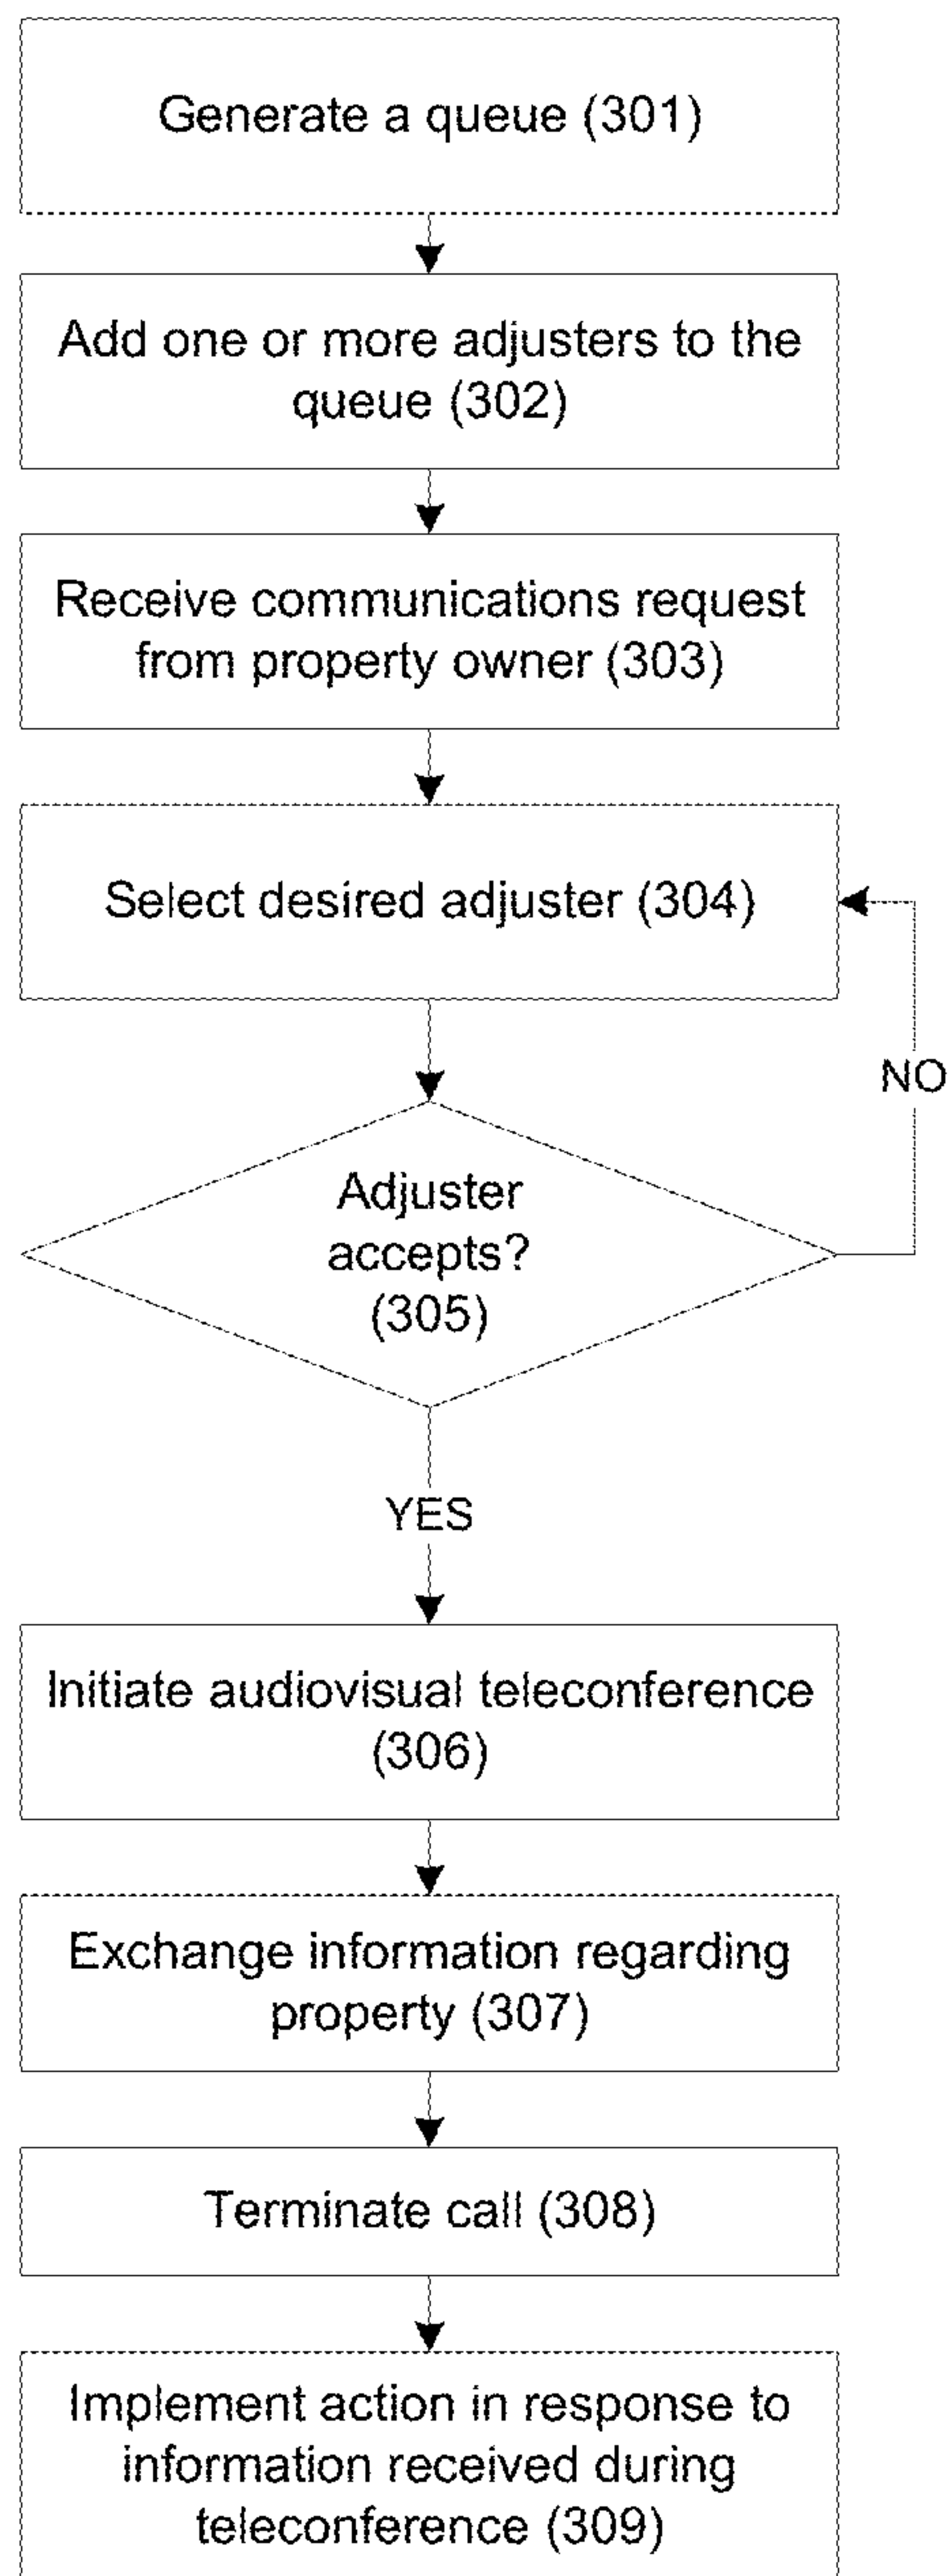 Generate a queue (301)
Add one or more adjusters to the
queue (302)
Receive communications request
from property owner (303)
Select desired adjuster (304)
NO
Adjuster
accepts?
(305)
YES
Initiate audiovisual teleconference
(306)
Exchange information regarding
property (307)
Terminate call (308)
Implement action in response to
information received during
teleconference (309)